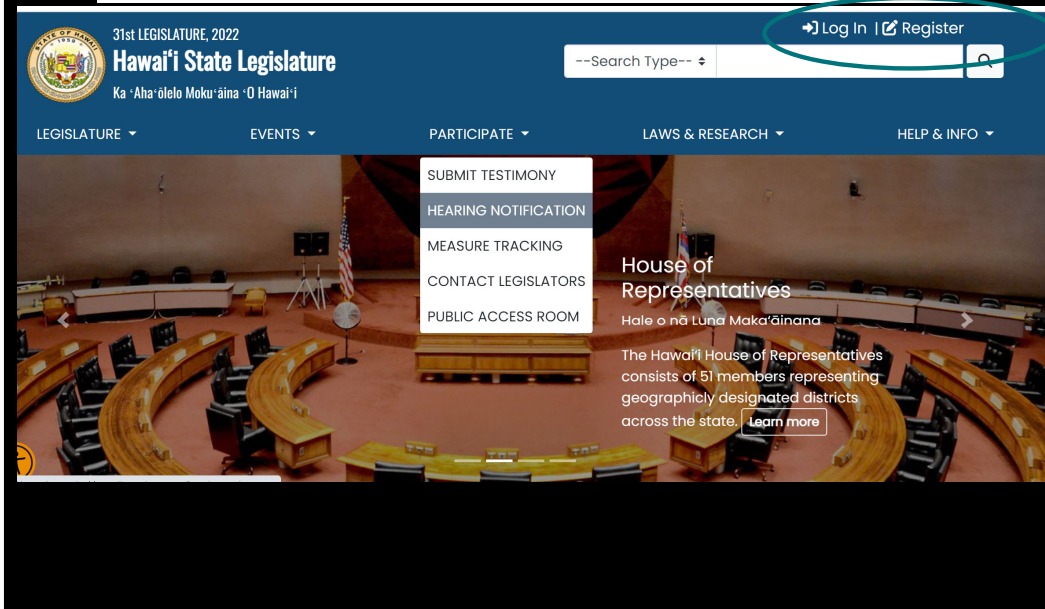 31st LEGISLATURE, 2022
Hawaiʻi State Legislature
Ka ʻAhaʻōlelo Mokuʻāina ʻO Hawaiʻi
Log In | Register
--Search Type--
LEGISLATURE
EVENTS
PARTICIPATE
LAWS & RESEARCH
HELP & INFO
SUBMIT TESTIMONY
HEARING NOTIFICATION
MEASURE TRACKING
CONTACT LEGISLATORS
PUBLIC ACCESS ROOM
House of
Representatives
Hale o nā Luna Makaʻāinana
The Hawaiʻi House of Representatives
consists of 51 members representing
geographicly designated districts
across the state. Learn more